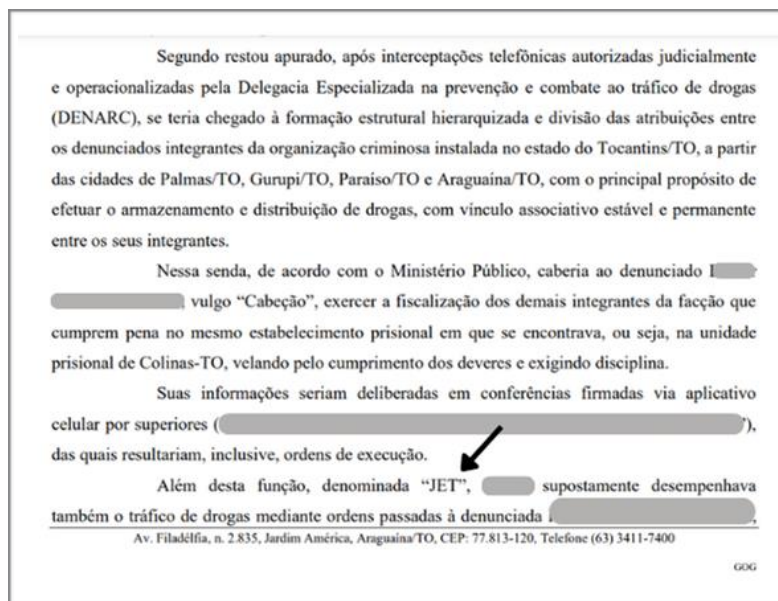 Segundo restou apurado, após interceptações telefônicas autorizadas judicialmente
e operacionalizadas pela Delegacia Especializada na prevenção e combate ao tráfico de drogas
(DENARC), se teria chegado à formação estrutural hierarquizada e divisão das atribuições entre
os denunciados integrantes da organização criminosa instalada no estado do Tocantins/TO, a partir
das cidades de Palmas/TO, Gurupi/TO, Paraíso/TO e Araguaína/TO, com o principal propósito de
efetuar o armazenamento e distribuição de drogas, com vínculo associativo estável e permanente
entre os seus integrantes.
Nessa senda, de acordo com o Ministério Público, caberia ao denunciado
vulgo “Cabeção”, exercer a fiscalização dos demais integrantes da facção que
cumprem pena no mesmo estabelecimento prisional em que se encontrava, ou seja, na unidade
prisional de Colinas-TO, velando pelo cumprimento dos deveres e exigindo disciplina.
Suas informações seriam deliberadas em conferências firmadas via aplicativo
celular por superiores ( ),
das quais resultariam, inclusive, ordens de execução.
Além desta função, denominada “JET”, supostamente desempenhava
também o tráfico de drogas mediante ordens passadas à denunciada ,
Av. Filadélfia, n. 2.835, Jardim América, Araguaína/TO, CEP: 77.813-120, Telefone (63) 3411-7400
GOG